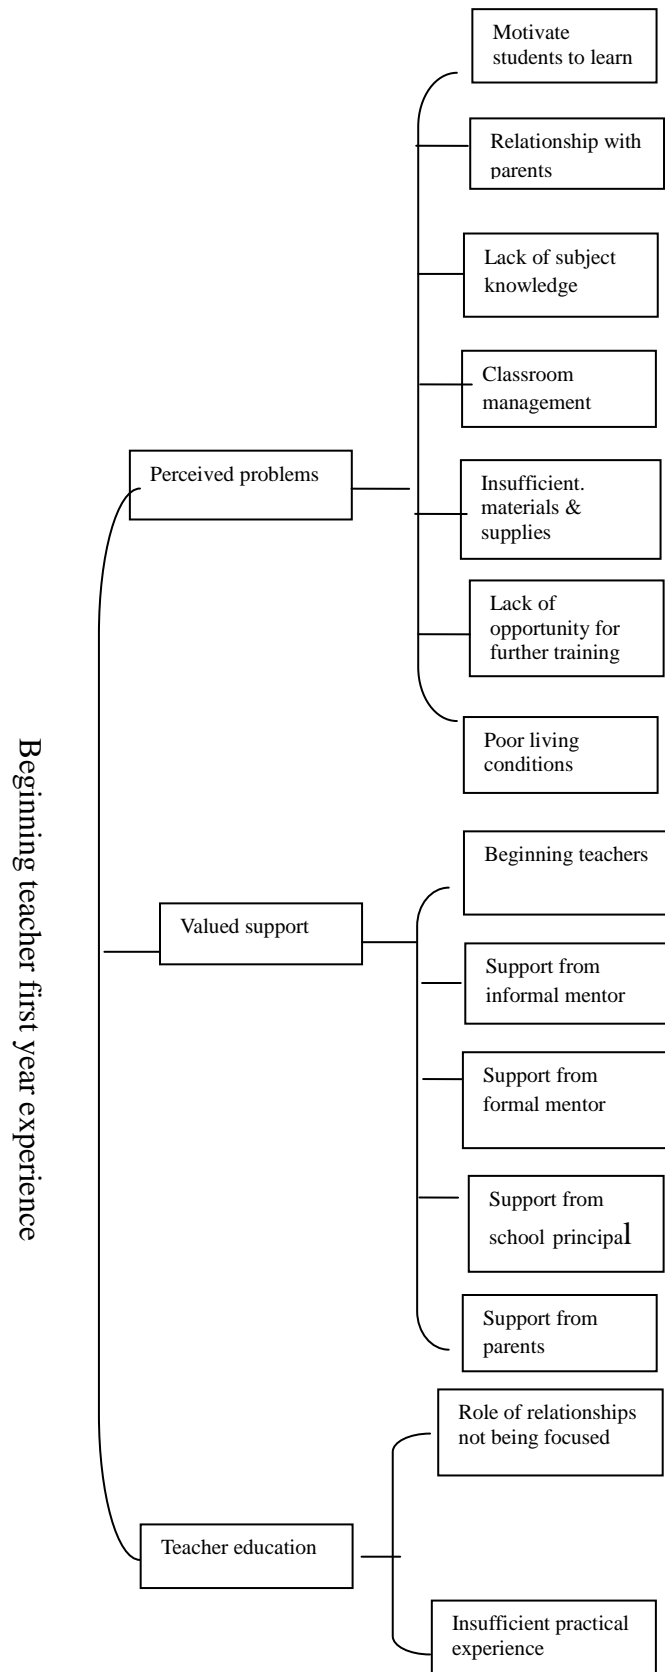 Beginning teacher first year experience
Perceived problems
Motivate
students to learn
Relationship with
parents
Lack of subject
knowledge
Classroom
management
Insufficient.
materials &
supplies
Lack of
opportunity for
further training
Poor living
conditions
Valued support
Beginning teachers
Support from
informal mentor
Support from
formal mentor
Support from
school principal
Support from
parents
Teacher education
Role of relationships
not being focused
Insufficient practical
experience